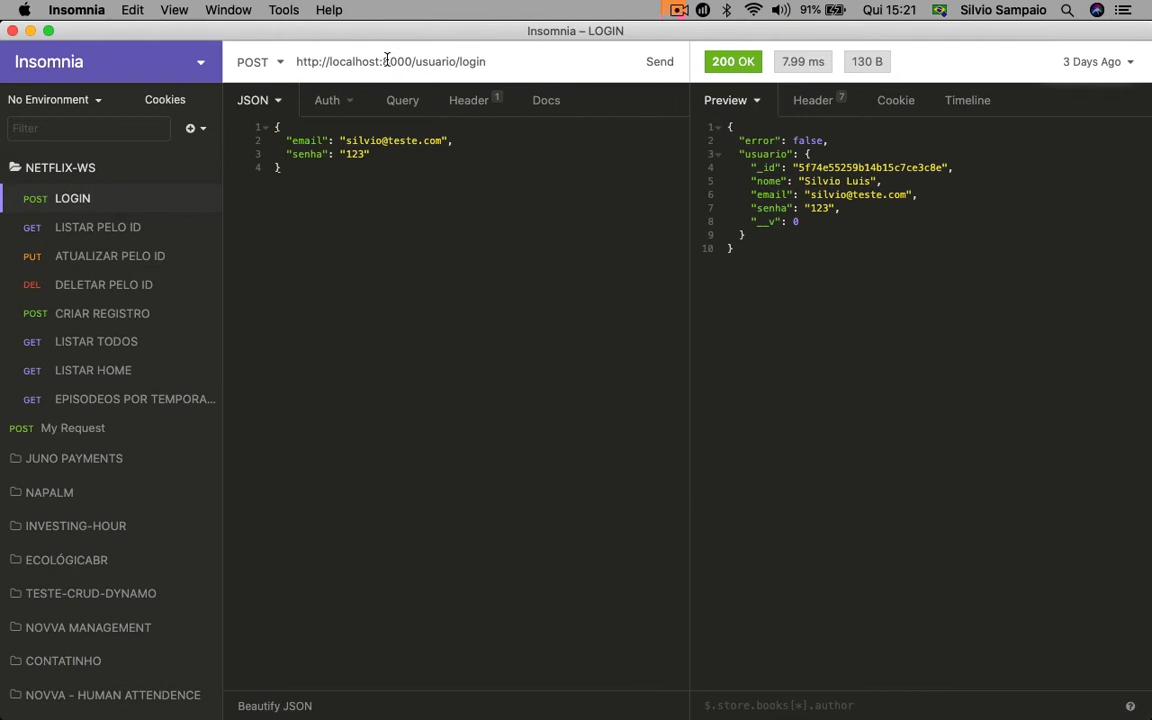 Insomnia File Edit View Window Tools Help 91% Qui 15:21 Silvio Sampaio
Insomnia – LOGIN
Insomnia
POST http://localhost: 000/usuario/login Send
200 OK 7.99 ms 130 B 3 Days Ago
No Environment Cookies
JSON Auth Query Header 1 Docs
Preview Header 7 Cookie Timeline
Filter
NETFLIX-WS
POST LOGIN
GET LISTAR PELO ID
PUT ATUALIZAR PELO ID
DEL DELETAR PELO ID
POST CRIAR REGISTRO
GET LISTAR TODOS
GET LISTAR HOME
GET EPISODEOS POR TEMPORA...
POST My Request
JUNO PAYMENTS
NAPALM
INVESTING-HOUR
ECOLÓGICABR
TESTE-CRUD-DYNAMO
NOVVA MANAGEMENT
CONTATINHO
NOVVA - HUMAN ATTENDENCE
1 {
2 "email": "silvio@teste.com",
3 "senha": "123"
4 }
Beautify JSON
1 {
2 "error": false,
3 "usuario": {
4 "_id": "5f74e55259b14b15c7ce3c8e",
5 "nome": "Silvio Luis",
6 "email": "silvio@teste.com",
7 "senha": "123",
8 "__v": 0
9 }
10 }
$.store.books[*].author